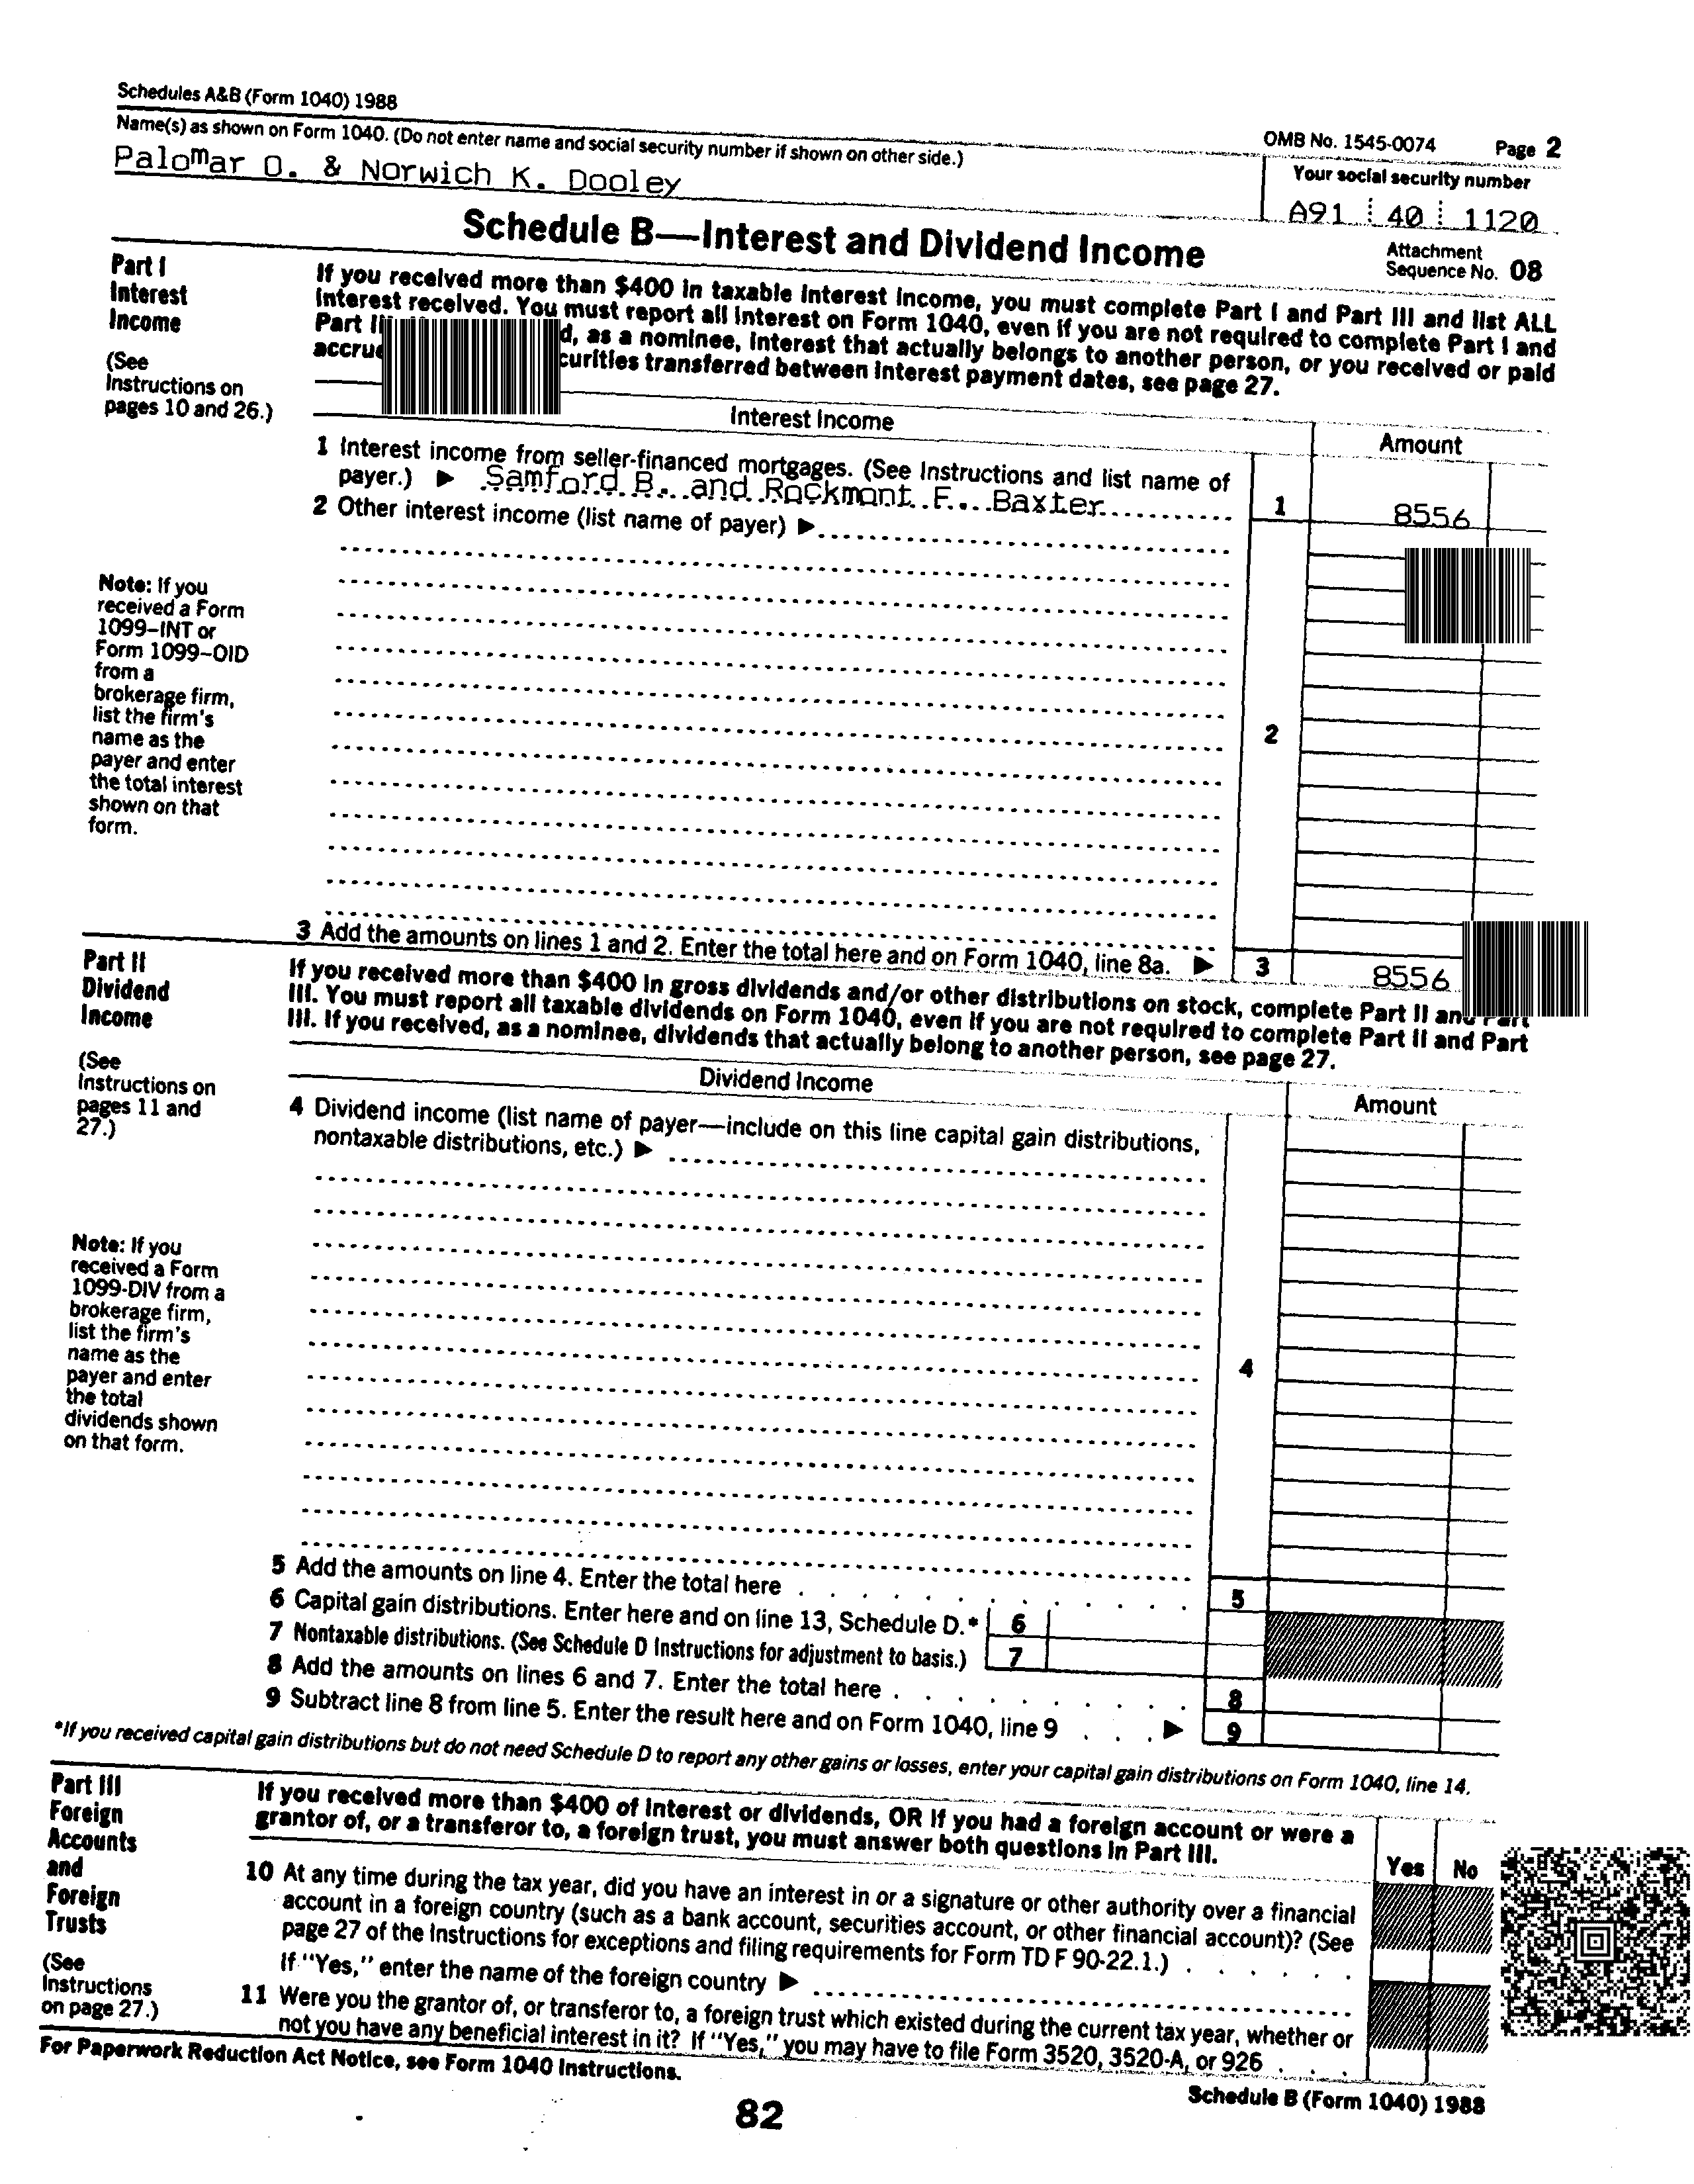 Schedules A&B (Form 1040) 1988
OMB No. 1545-0074 Page 2
Name(s) as shown on Form 1040. (Do not enter name and social security number if shown on other side.)
Your social security number
Palomar O. & Norwich K. Dooley
A91 40 1120
Schedule B—Interest and Dividend Income
Attachment
Sequence No. 08
Part I
Interest
Income
(See
Instructions on
pages 10 and 26.)
If you received more than $400 in taxable interest income, you must complete Part I and Part III and list ALL
interest received. You must report all interest on Form 1040, even if you are not required to complete Part I and
Part d, as a nominee, interest that actually belongs to another person, or you received or paid
accrue curities transferred between interest payment dates, see page 27.
Interest Income
Amount
1 Interest income from seller-financed mortgages. (See Instructions and list name of
payer.) ▶ Samford B. and Rockmont F. Baxter
1 8556
2 Other interest income (list name of payer) ▶
Note: If you
received a Form
1099–INT or
Form 1099–OID
from a
brokerage firm,
list the firm's
name as the
payer and enter
the total interest
shown on that
form.
2
3 Add the amounts on lines 1 and 2. Enter the total here and on Form 1040, line 8a. ▶ 3 8556
Part II
Dividend
Income
(See
Instructions on
pages 11 and
27.)
If you received more than $400 in gross dividends and/or other distributions on stock, complete Part II and Part
III. You must report all taxable dividends on Form 1040, even if you are not required to complete Part II and Part
III. If you received, as a nominee, dividends that actually belong to another person, see page 27.
Dividend Income
Amount
4 Dividend income (list name of payer—include on this line capital gain distributions,
nontaxable distributions, etc.) ▶
Note: If you
received a Form
1099-DIV from a
brokerage firm,
list the firm's
name as the
payer and enter
the total
dividends shown
on that form.
4
5 Add the amounts on line 4. Enter the total here . . . . . . . . . . . . 5
6 Capital gain distributions. Enter here and on line 13, Schedule D.* 6
7 Nontaxable distributions. (See Schedule D Instructions for adjustment to basis.) 7
8 Add the amounts on lines 6 and 7. Enter the total here . . . . . . . . . . 8
9 Subtract line 8 from line 5. Enter the result here and on Form 1040, line 9 . . . ▶ 9
*If you received capital gain distributions but do not need Schedule D to report any other gains or losses, enter your capital gain distributions on Form 1040, line 14.
Part III
Foreign
Accounts
and
Foreign
Trusts
(See
Instructions
on page 27.)
If you received more than $400 of interest or dividends, OR if you had a foreign account or were a
grantor of, or a transferor to, a foreign trust, you must answer both questions in Part III.
Yes No
10 At any time during the tax year, did you have an interest in or a signature or other authority over a financial
account in a foreign country (such as a bank account, securities account, or other financial account)? (See
page 27 of the Instructions for exceptions and filing requirements for Form TD F 90-22.1.) . . . . . .
If "Yes," enter the name of the foreign country ▶
11 Were you the grantor of, or transferor to, a foreign trust which existed during the current tax year, whether or
not you have any beneficial interest in it? If "Yes," you may have to file Form 3520, 3520-A, or 926 . . .
For Paperwork Reduction Act Notice, see Form 1040 Instructions.
Schedule B (Form 1040) 1988
82